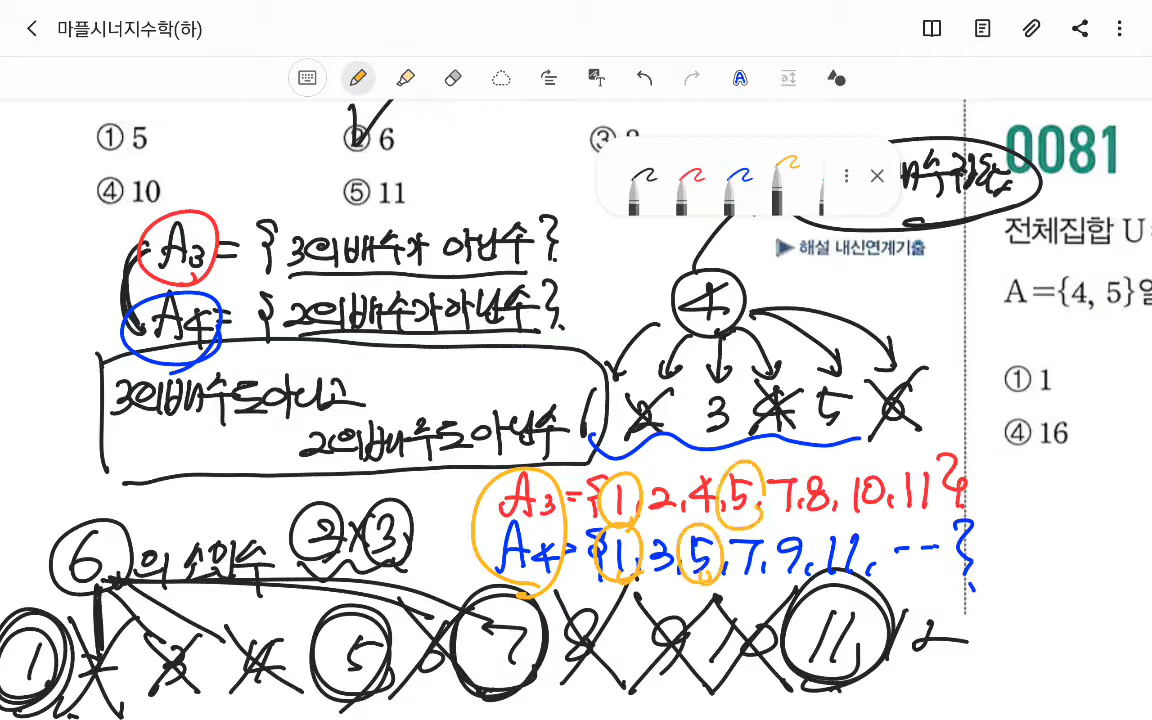 마플시너지수학(하)
① 5 ② 6 ③
④ 10 ⑤ 11
A₃ = { 3의배수가 아닌수 }
A₄ = { 2의배수가아닌수 }
3의배수도아니고
2의배수도아닌수
▶ 해설 내신연계기출
4
2 3 4 5 6
A₃ = {1, 2, 4, 5, 7, 8, 10, 11}
A₄ = {1, 3, 5, 7, 9, 11, -- }
6의 소인수 2×3
1 2 3 4 5 6 7 8 9 10 11, 12
0081
전체집합 U=
A={4, 5}일
① 1
④ 16